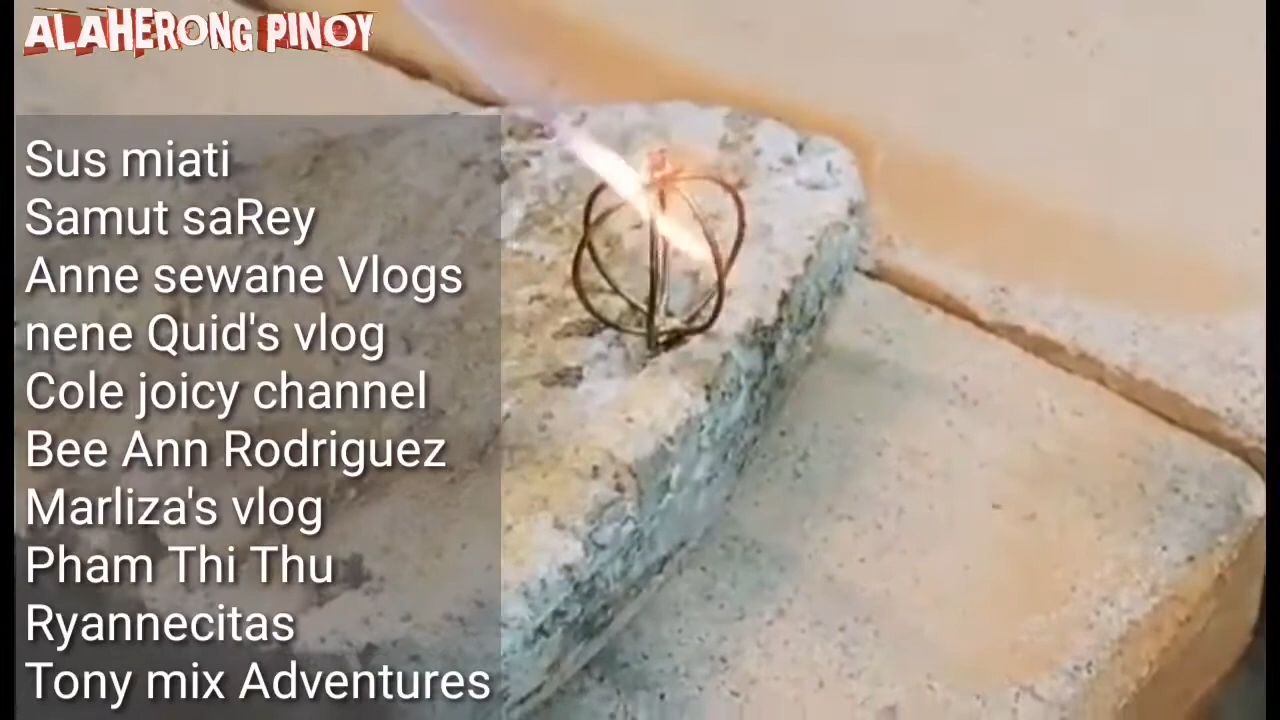 ALAHERONG PINOY
Sus miati
Samut saRey
Anne sewane Vlogs
nene Quid's vlog
Cole joicy channel
Bee Ann Rodriguez
Marliza's vlog
Pham Thi Thu
Ryannecitas
Tony mix Adventures